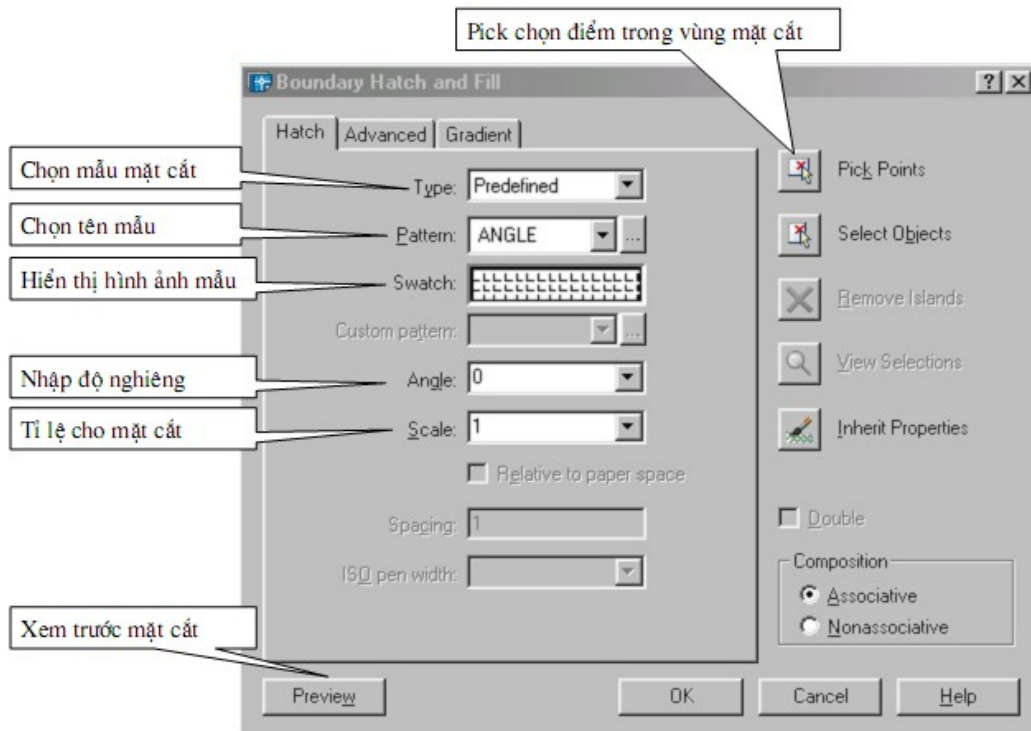 Pick chọn điểm trong vùng mặt cắt
Boundary Hatch and Fill
Hatch
Advanced
Gradient
Chọn mẫu mặt cắt
Type:
Predefined
Pick Points
Chọn tên mẫu
Pattern:
ANGLE
...
Select Objects
Hiển thị hình ảnh mẫu
Swatch:
Remove Islands
Custom pattern:
...
View Selections
Nhập độ nghiêng
Angle:
0
Tỉ lệ cho mặt cắt
Scale:
1
Inherit Properties
Relative to paper space
Spacing:
1
Double
ISO pen width:
Composition
Associative
Nonassociative
Xem trước mặt cắt
Preview
OK
Cancel
Help